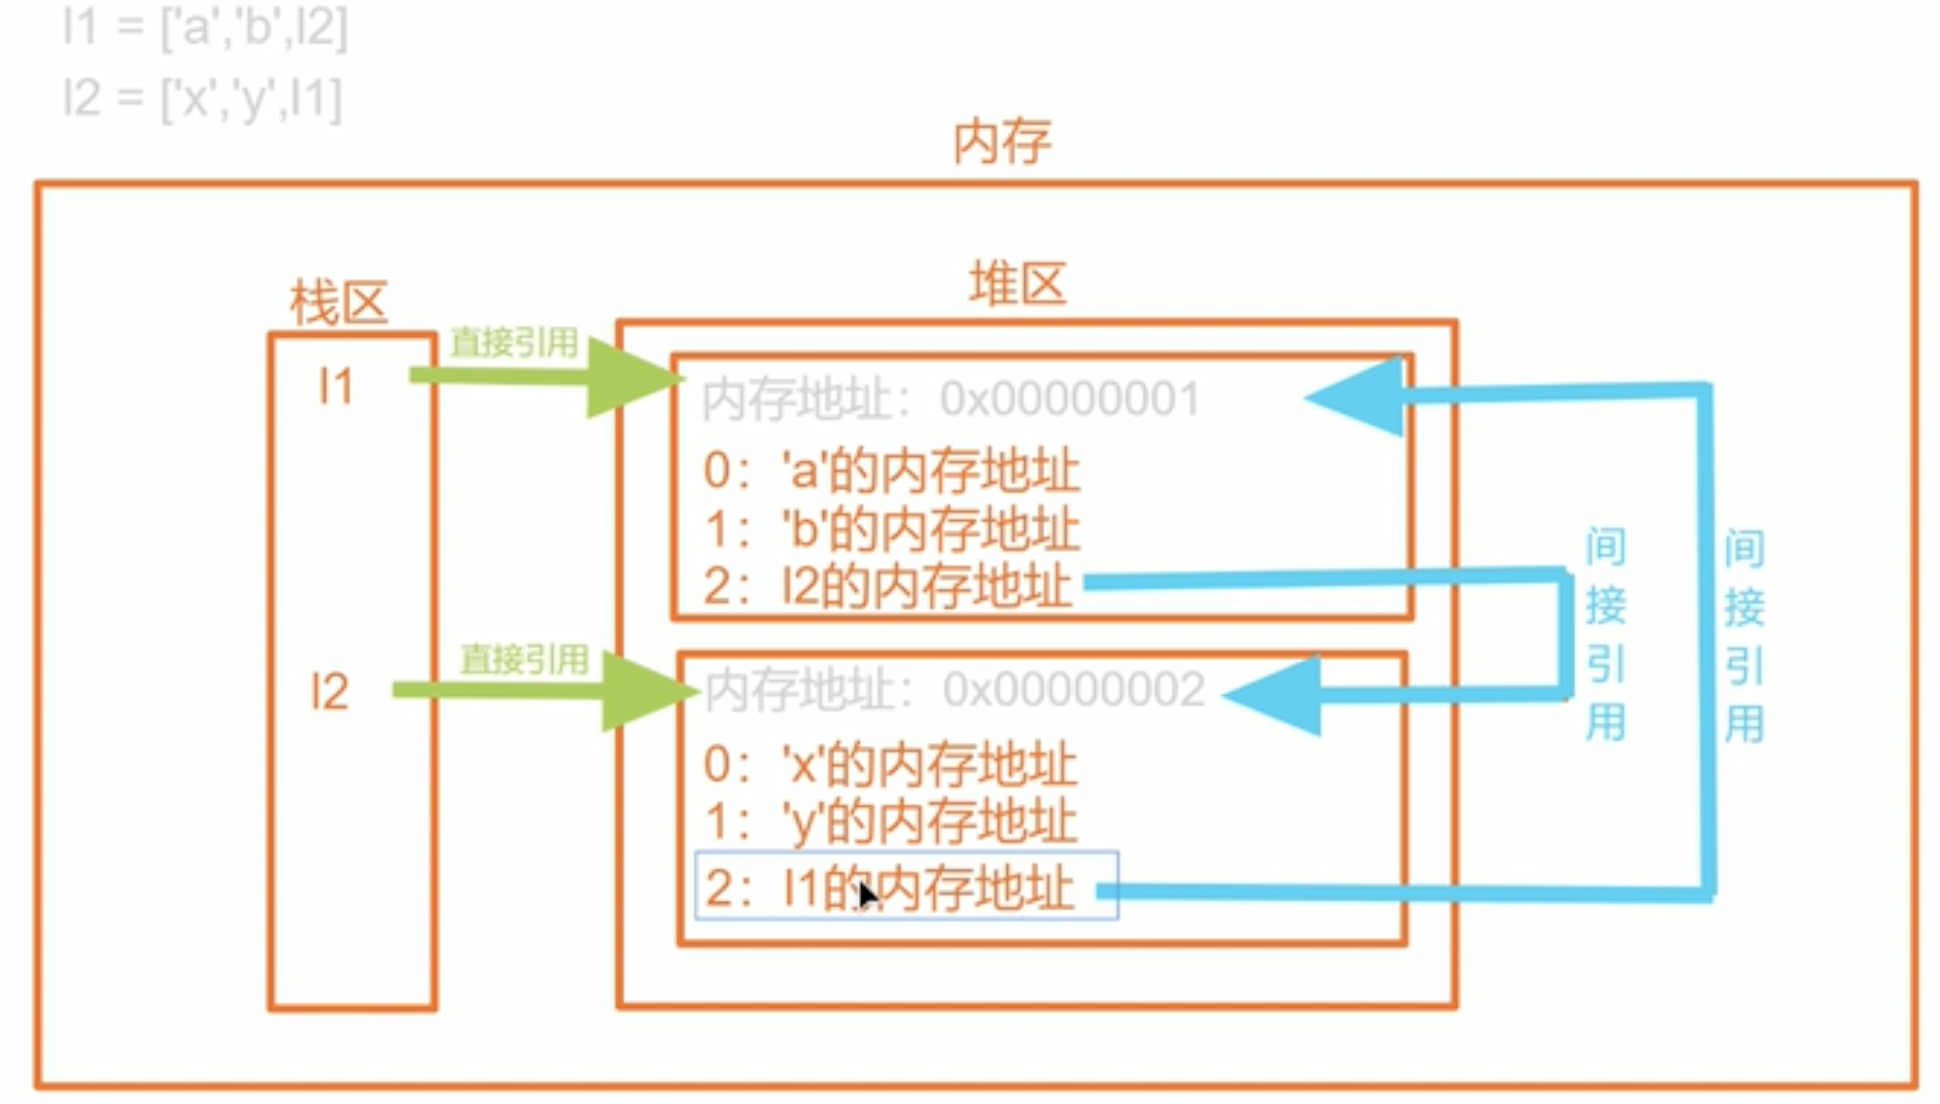 l1 = ['a','b',l2]
l2 = ['x','y',l1]
内存
栈区
堆区
l1
直接引用
内存地址：0x00000001
0：'a'的内存地址
1：'b'的内存地址
2：l2的内存地址
l2
直接引用
内存地址：0x00000002
0：'x'的内存地址
1：'y'的内存地址
2：l1的内存地址
间接引用
间接引用